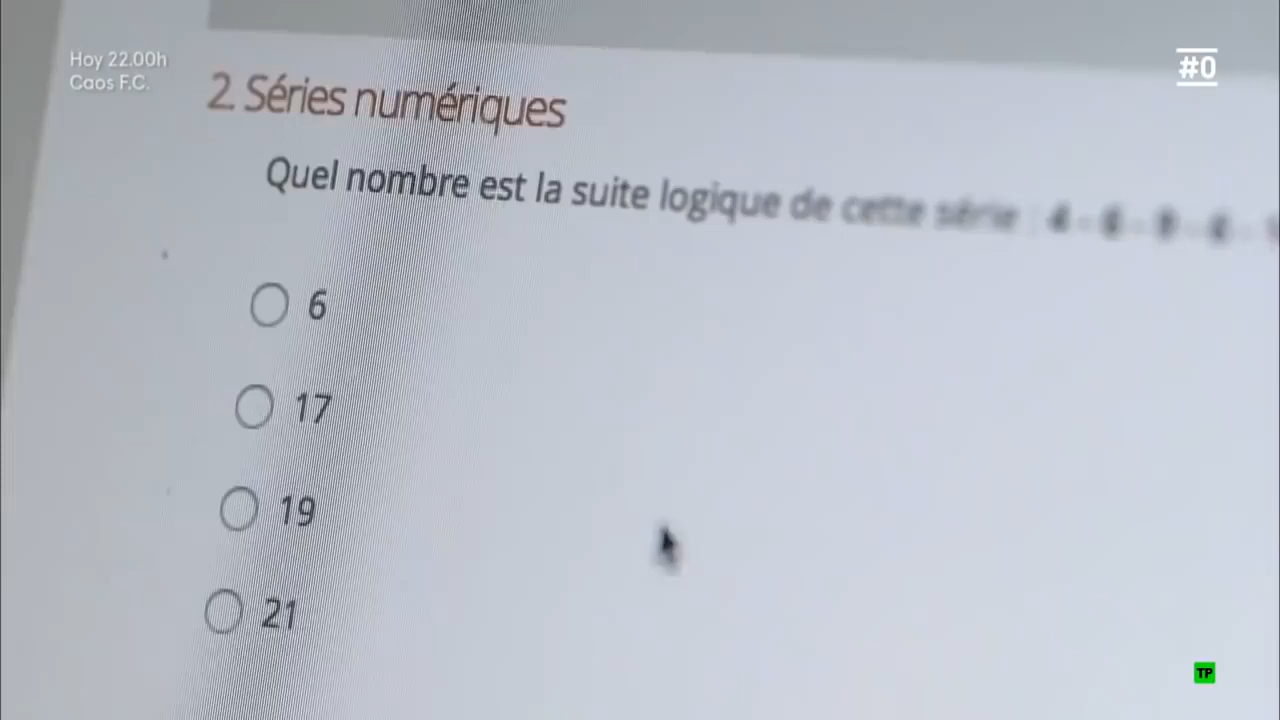 Hoy 22.00h
Caos F.C.
#0
2. Séries numériques
Quel nombre est la suite logique de cette série : 4 -
6
17
19
21
TP